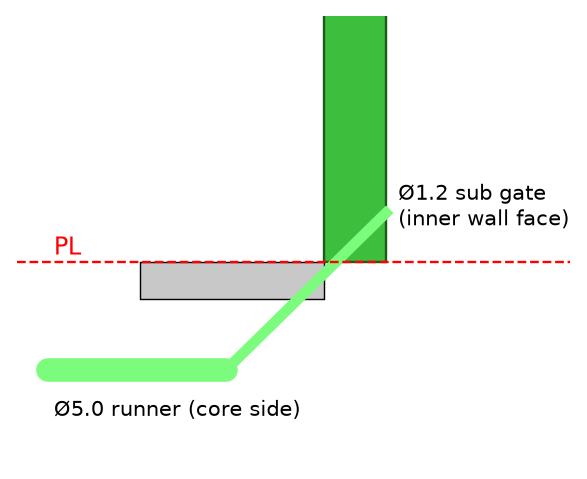 Ø1.2 sub gate
(inner wall face)
PL
Ø5.0 runner (core side)